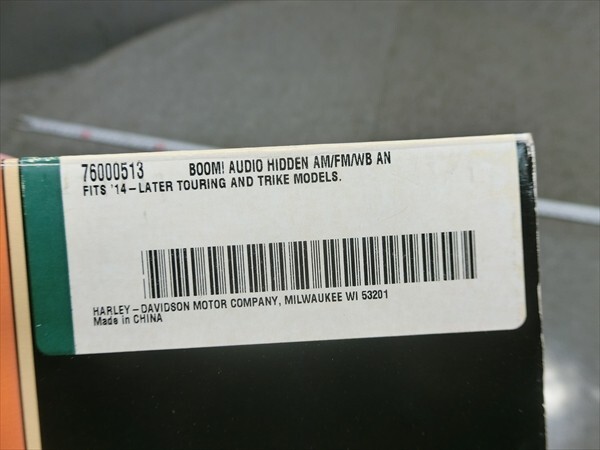 76000513 BOOM! AUDIO HIDDEN AM/FM/WB AN
FITS '14-LATER TOURING AND TRIKE MODELS.
HARLEY-DAVIDSON MOTOR COMPANY, MILWAUKEE WI 53201
Made in CHINA